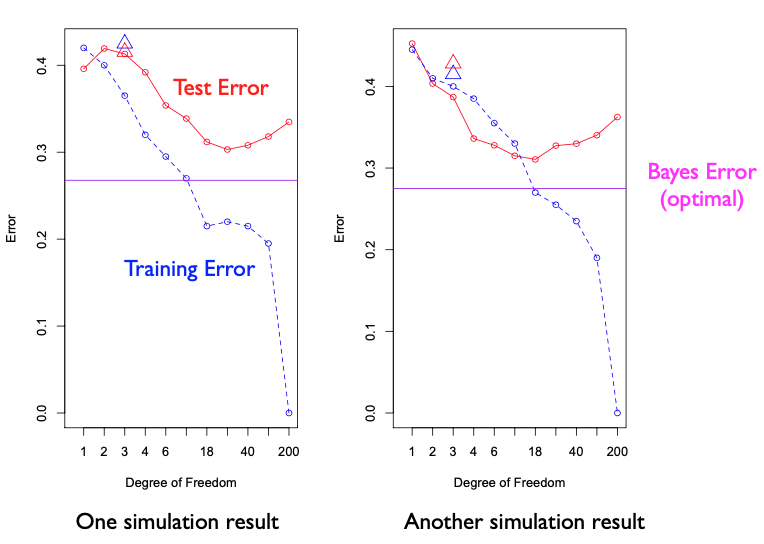 Test Error
Training Error
Error
0.0
0.1
0.2
0.3
0.4
1 2 3 4 6 18 40 200
Degree of Freedom
One simulation result
Error
0.0
0.1
0.2
0.3
0.4
1 2 3 4 6 18 40 200
Degree of Freedom
Another simulation result
Bayes Error
(optimal)